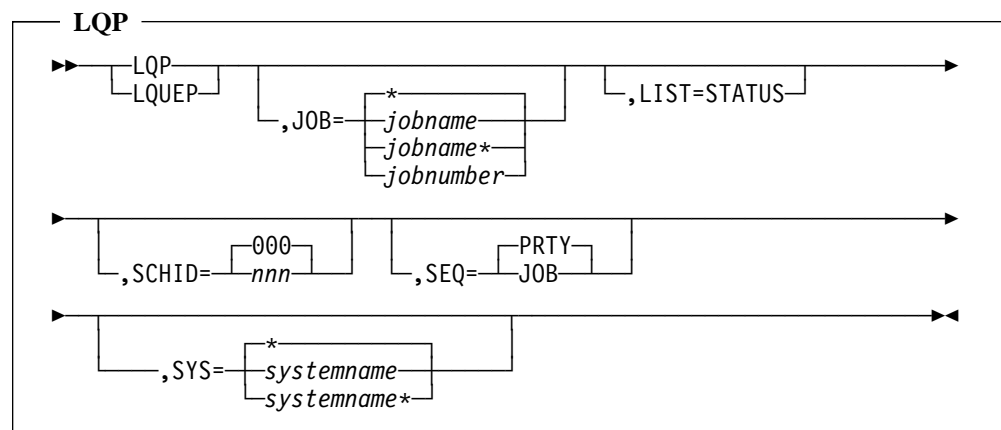 LQP
LQP
LQUEP
,JOB=
*
jobname
jobname*
jobnumber
,LIST=STATUS
,SCHID=
000
nnn
,SEQ=
PRTY
JOB
,SYS=
*
systemname
systemname*